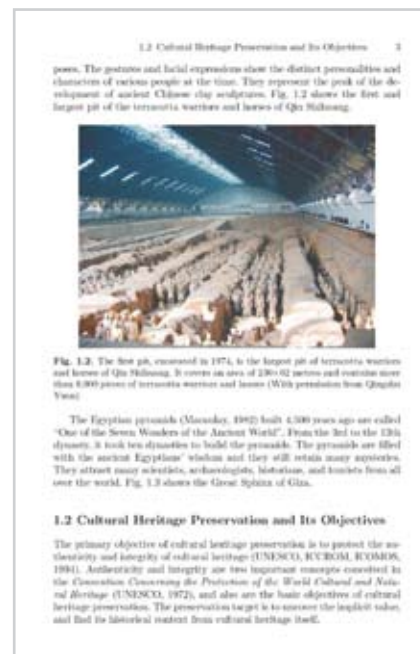 1.2 Cultural Heritage Preservation and Its Objectives 3
poses. The gestures and facial expressions show the distinct personalities and
characters of various people at the time. They represent the peak of the de-
velopment of ancient Chinese clay sculptures. Fig. 1.2 shows the first and
largest pit of the terracotta warriors and horses of Qin Shihuang.
Fig. 1.2. The first pit, excavated in 1974, is the largest pit of terracotta warriors
and horses of Qin Shihuang. It covers an area of 230×62 metres and contains more
than 6,000 pieces of terracotta warriors and horses (With permission from Qingshu
Yuan)
The Egyptian pyramids (Macaulay, 1982) built 4,500 years ago are called
"One of the Seven Wonders of the Ancient World". From the 3rd to the 13th
dynasty, it took ten dynasties to build the pyramids. The pyramids are filled
with the ancient Egyptians' wisdom and they still retain many mysteries.
They attract many scientists, archaeologists, historians, and tourists from all
over the world. Fig. 1.3 shows the Great Sphinx of Giza.
1.2 Cultural Heritage Preservation and Its Objectives
The primary objective of cultural heritage preservation is to protect the au-
thenticity and integrity of cultural heritage (UNESCO, ICCROM, ICOMOS,
1994). Authenticity and integrity are two important concepts conceived in
the Convention Concerning the Protection of the World Cultural and Natu-
ral Heritage (UNESCO, 1972), and also are the basic objectives of cultural
heritage preservation. The preservation target is to uncover the implicit value,
and find its historical context from cultural heritage itself.